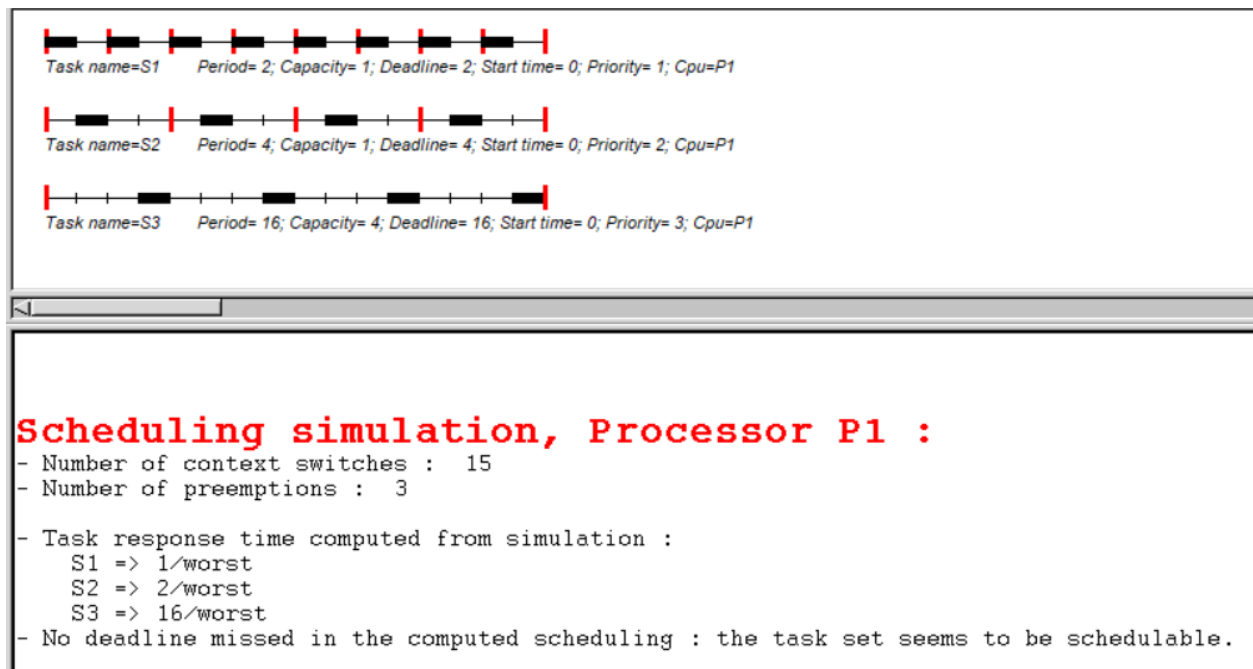 Task name=S1 Period= 2; Capacity= 1; Deadline= 2; Start time= 0; Priority= 1; Cpu=P1
Task name=S2 Period= 4; Capacity= 1; Deadline= 4; Start time= 0; Priority= 2; Cpu=P1
Task name=S3 Period= 16; Capacity= 4; Deadline= 16; Start time= 0; Priority= 3; Cpu=P1
Scheduling simulation, Processor P1 :
- Number of context switches : 15
- Number of preemptions : 3
- Task response time computed from simulation :
S1 => 1/worst
S2 => 2/worst
S3 => 16/worst
- No deadline missed in the computed scheduling : the task set seems to be schedulable.